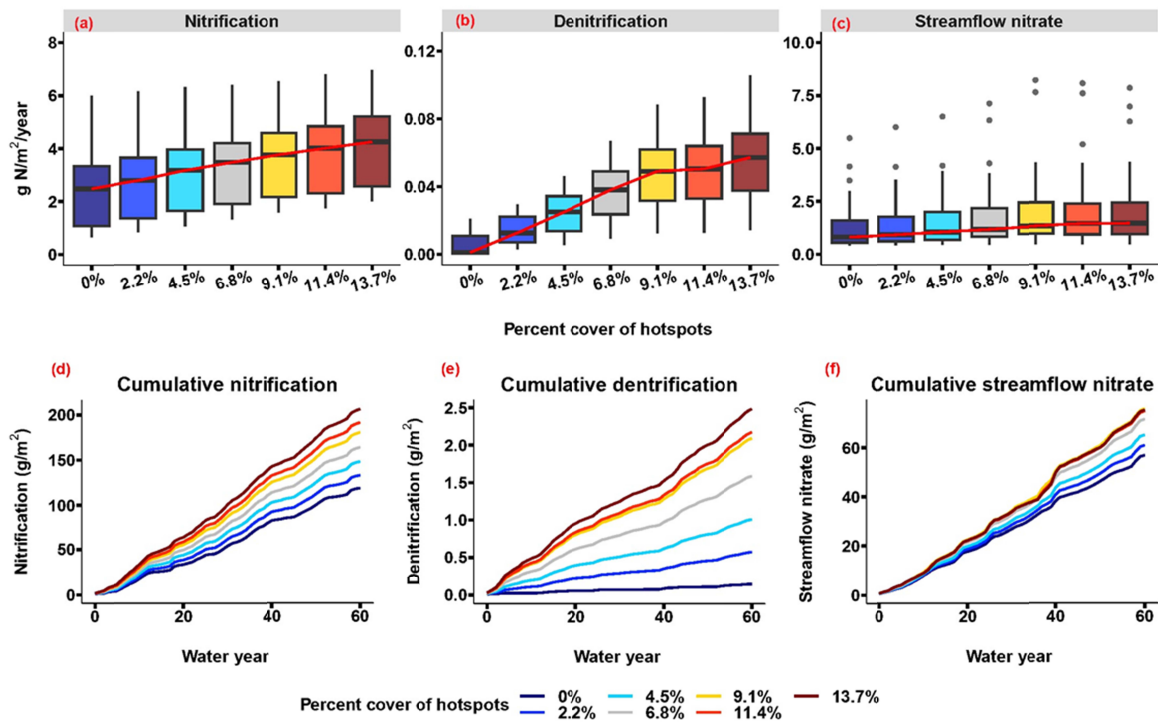 (a) Nitrification
(b) Denitrification
(c) Streamflow nitrate
g N/m²/year
8
6
4
2
0
0.12
0.08
0.04
0.00
10.0
7.5
5.0
2.5
0.0
0% 2.2% 4.5% 6.8% 9.1% 11.4% 13.7%
0% 2.2% 4.5% 6.8% 9.1% 11.4% 13.7%
0% 2.2% 4.5% 6.8% 9.1% 11.4% 13.7%
Percent cover of hotspots
(d)
Cumulative nitrification
Nitrification (g/m²)
200
150
100
50
0
0 20 40 60
Water year
(e)
Cumulative dentrification
Denitrification (g/m²)
2.5
2.0
1.5
1.0
0.5
0.0
0 20 40 60
Water year
(f)
Cumulative streamflow nitrate
Streamflow nitrate (g/m²)
60
40
20
0
0 20 40 60
Water year
Percent cover of hotspots
0% 4.5% 9.1% 13.7%
2.2% 6.8% 11.4%